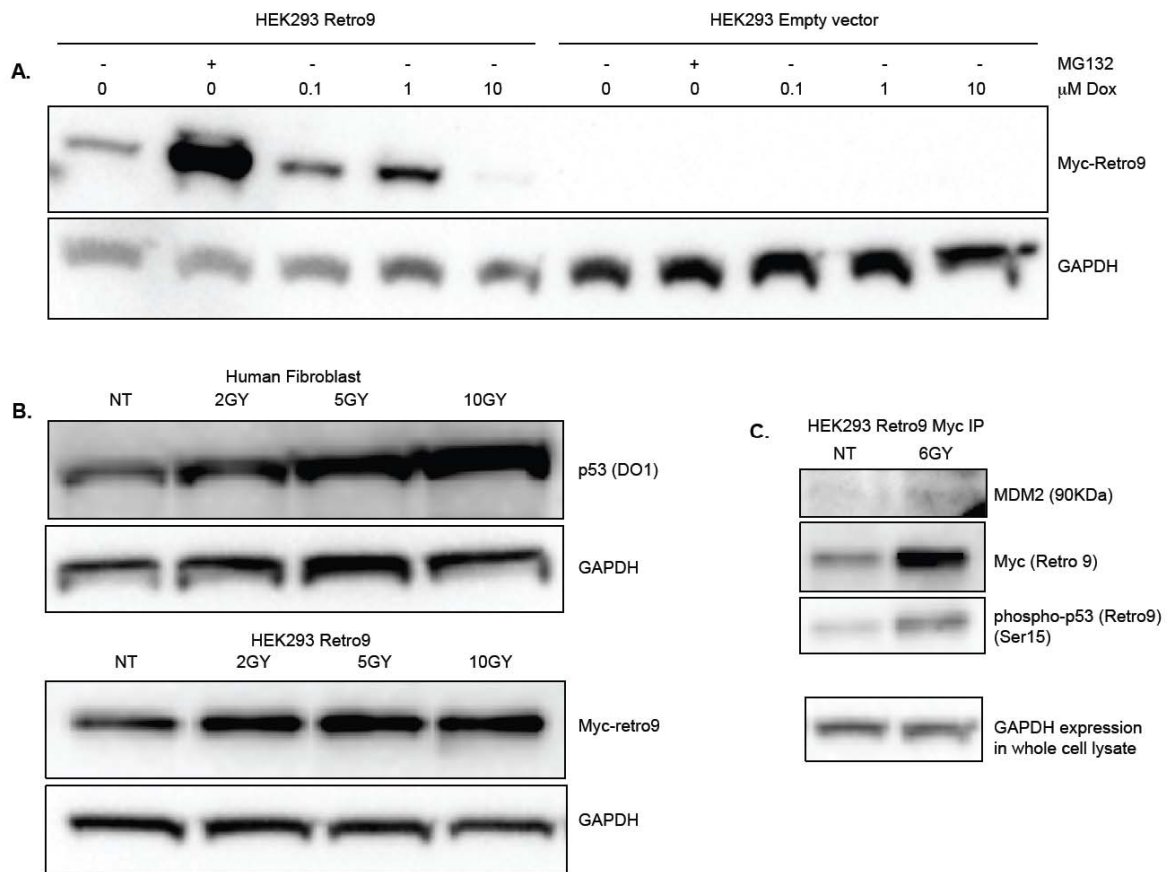 HEK293 Retro9 HEK293 Empty vector
A. - + - - - - + - - - MG132
0 0 0.1 1 10 0 0 0.1 1 10 µM Dox
Myc-Retro9
GAPDH
B. Human Fibroblast
NT 2GY 5GY 10GY
p53 (DO1)
GAPDH
HEK293 Retro9
NT 2GY 5GY 10GY
Myc-retro9
GAPDH
C. HEK293 Retro9 Myc IP
NT 6GY
MDM2 (90KDa)
Myc (Retro 9)
phospho-p53 (Retro9)
(Ser15)
GAPDH expression
in whole cell lysate